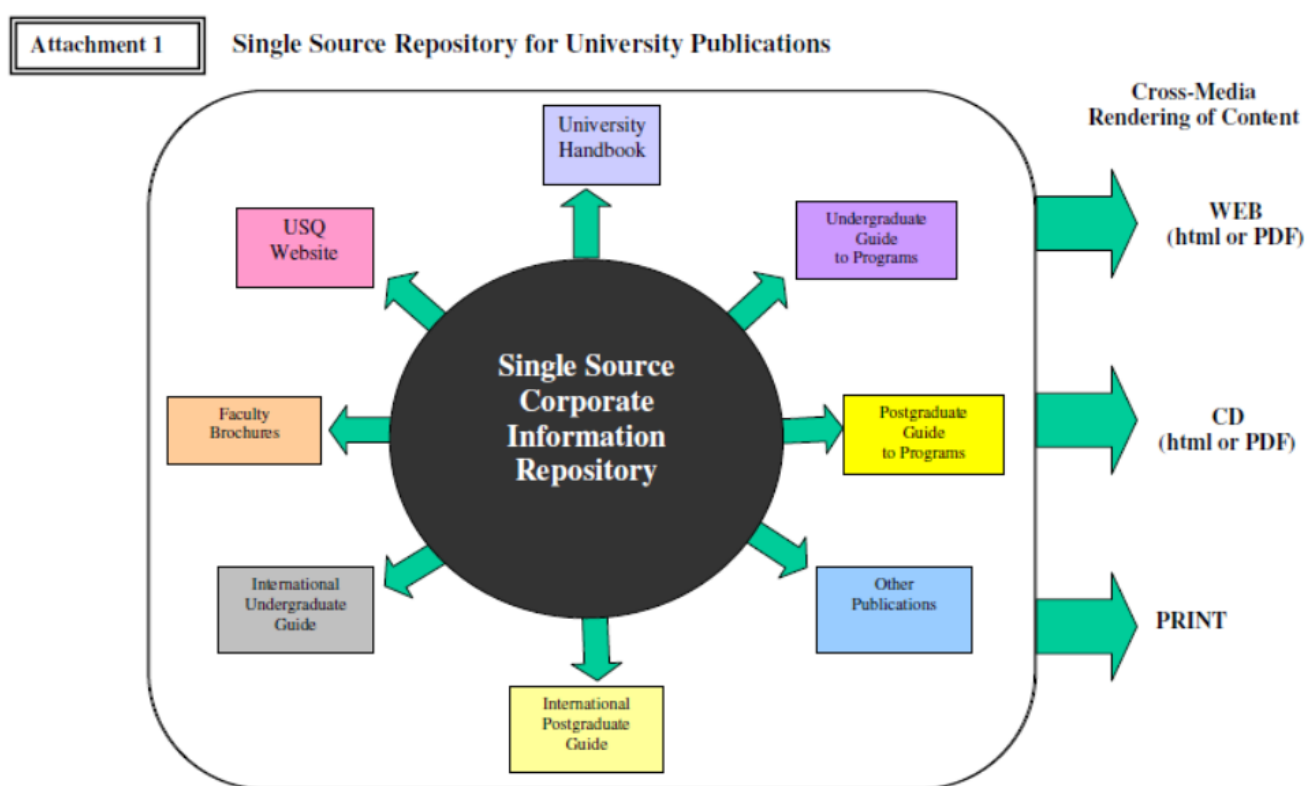 Attachment 1
Single Source Repository for University Publications
Cross-Media
Rendering of Content
University
Handbook
USQ
Website
Undergraduate
Guide
to Programs
WEB
(html or PDF)
Single Source
Corporate
Information
Repository
Faculty
Brochures
Postgraduate
Guide
to Programs
CD
(html or PDF)
International
Undergraduate
Guide
Other
Publications
PRINT
International
Postgraduate
Guide